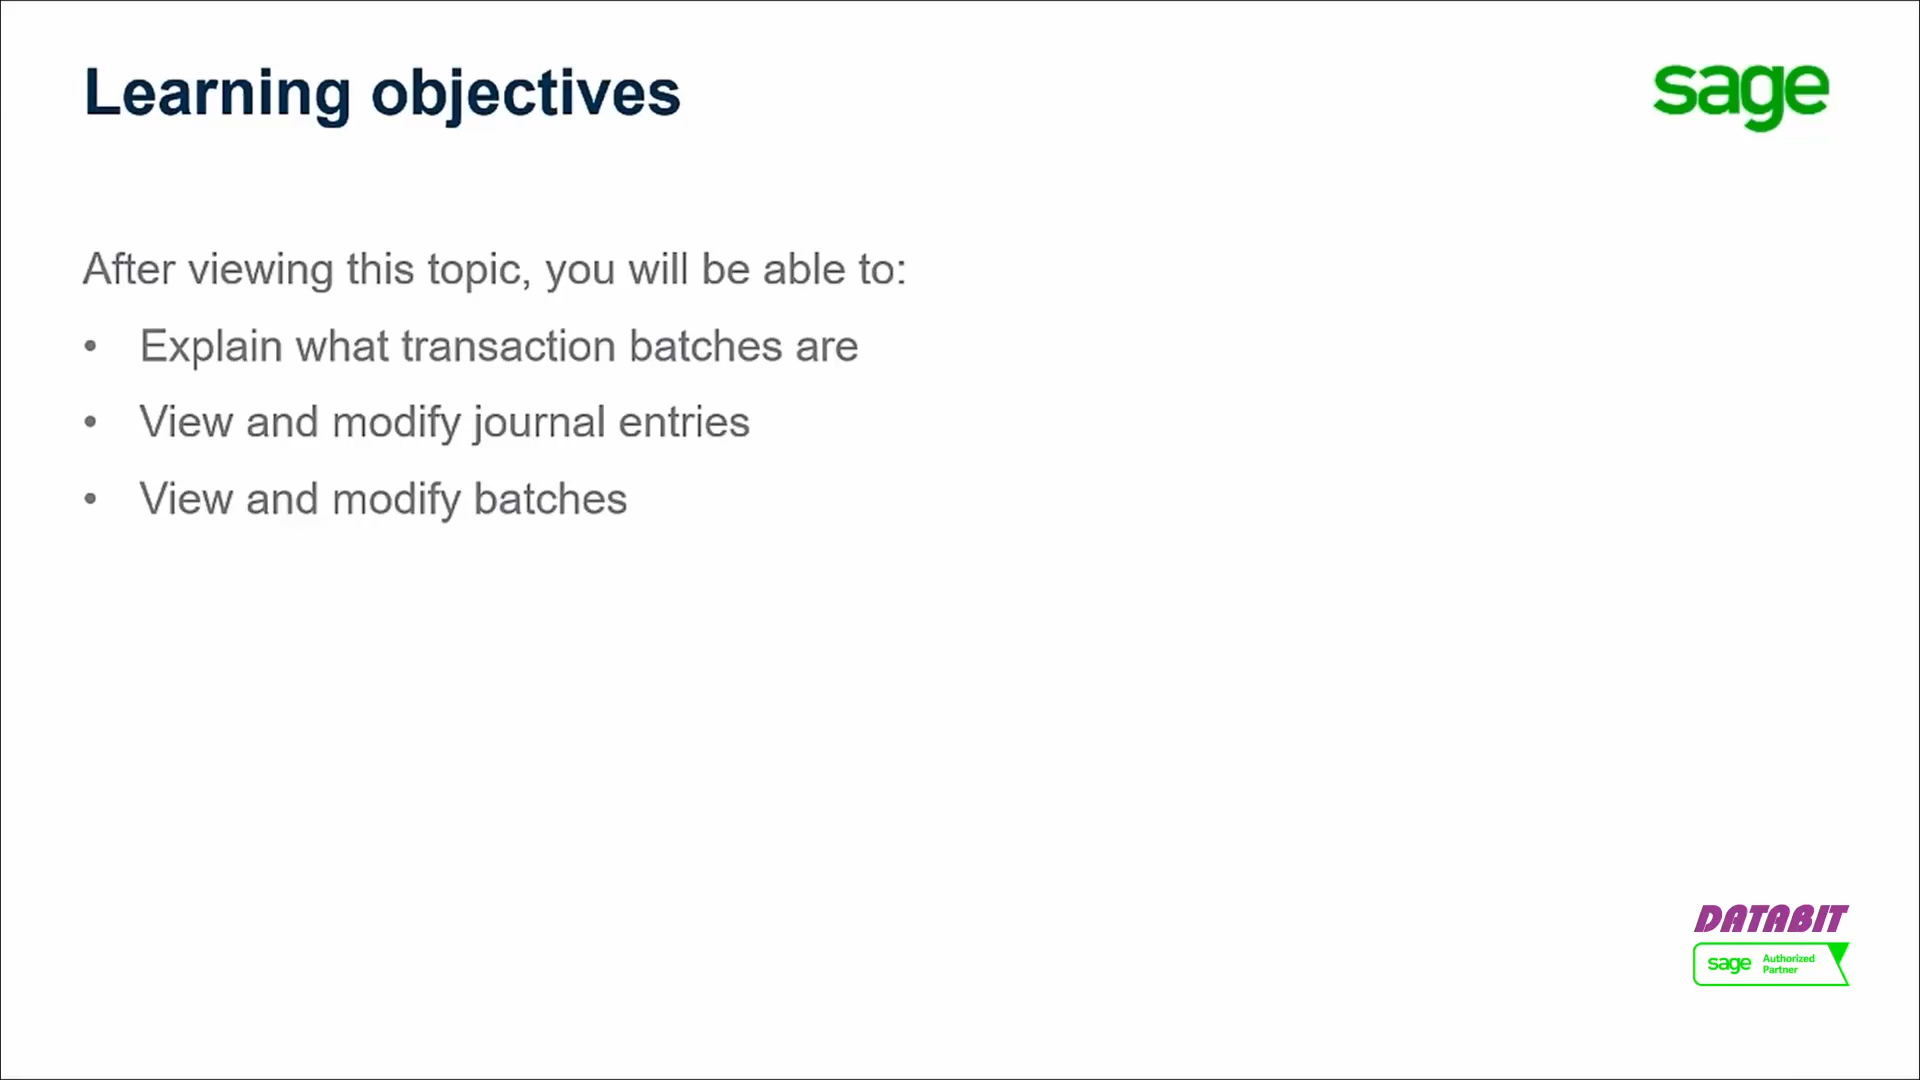 Learning objectives
sage
After viewing this topic, you will be able to:
• Explain what transaction batches are
• View and modify journal entries
• View and modify batches
DATABIT
sage Authorized
Partner